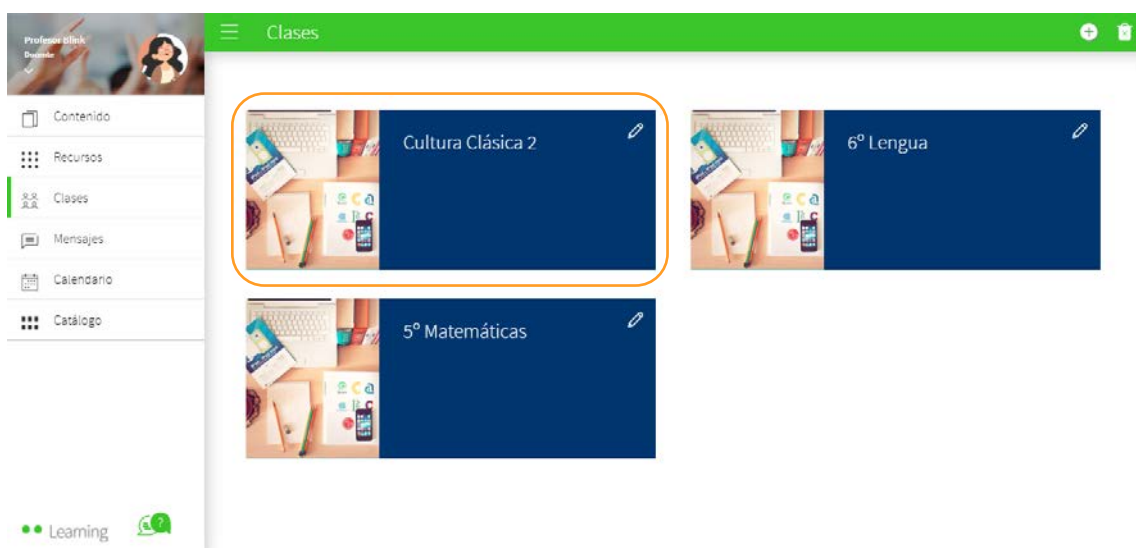 Profesor Blink
Docente
Clases
Contenido
Recursos
Clases
Mensajes
Calendario
Catálogo
Cultura Clásica 2
6º Lengua
5º Matemáticas
Learning